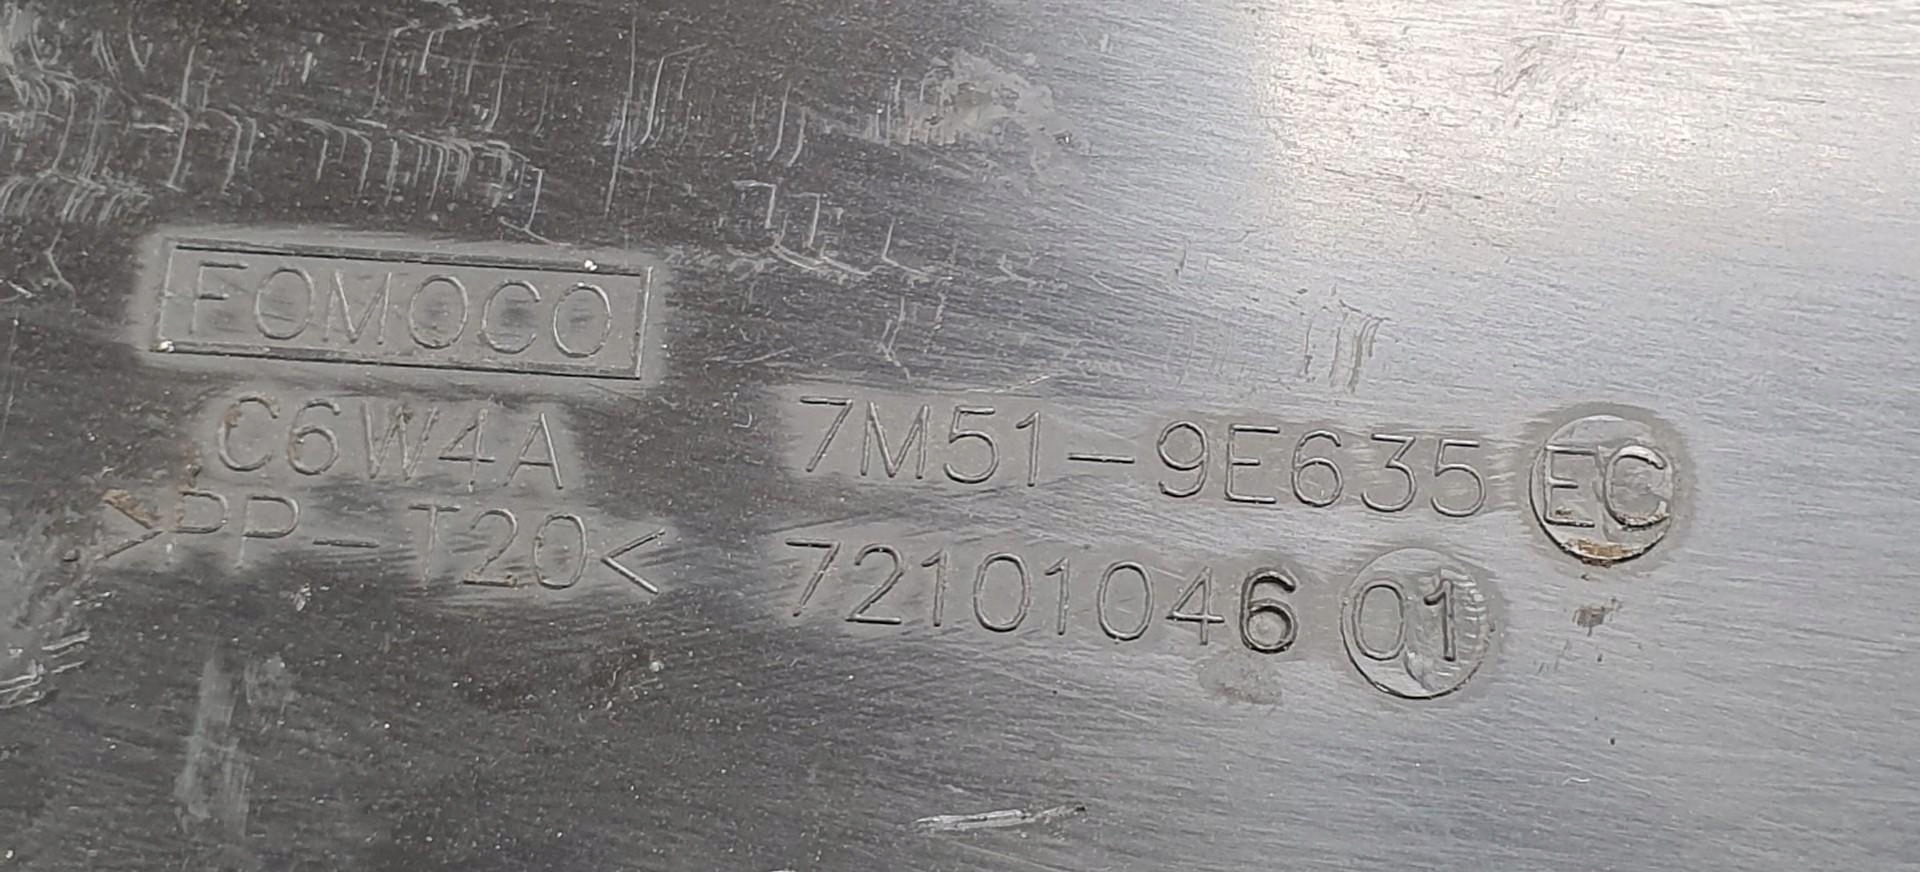 FOMOCO
C6W4A 7M51-9E635 EC
>PP-T20< 72101046 01